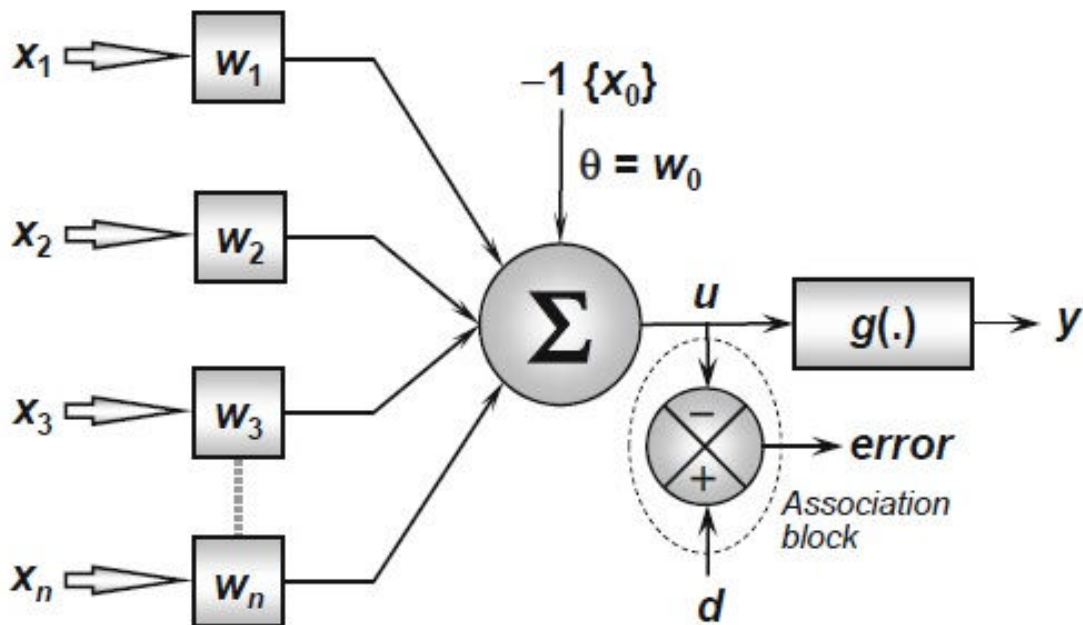 x₁ w₁
−1 {x₀}
θ = w₀
x₂ w₂
Σ
u
g(.)
y
x₃ w₃
−
+
error
Association
block
xₙ wₙ
d